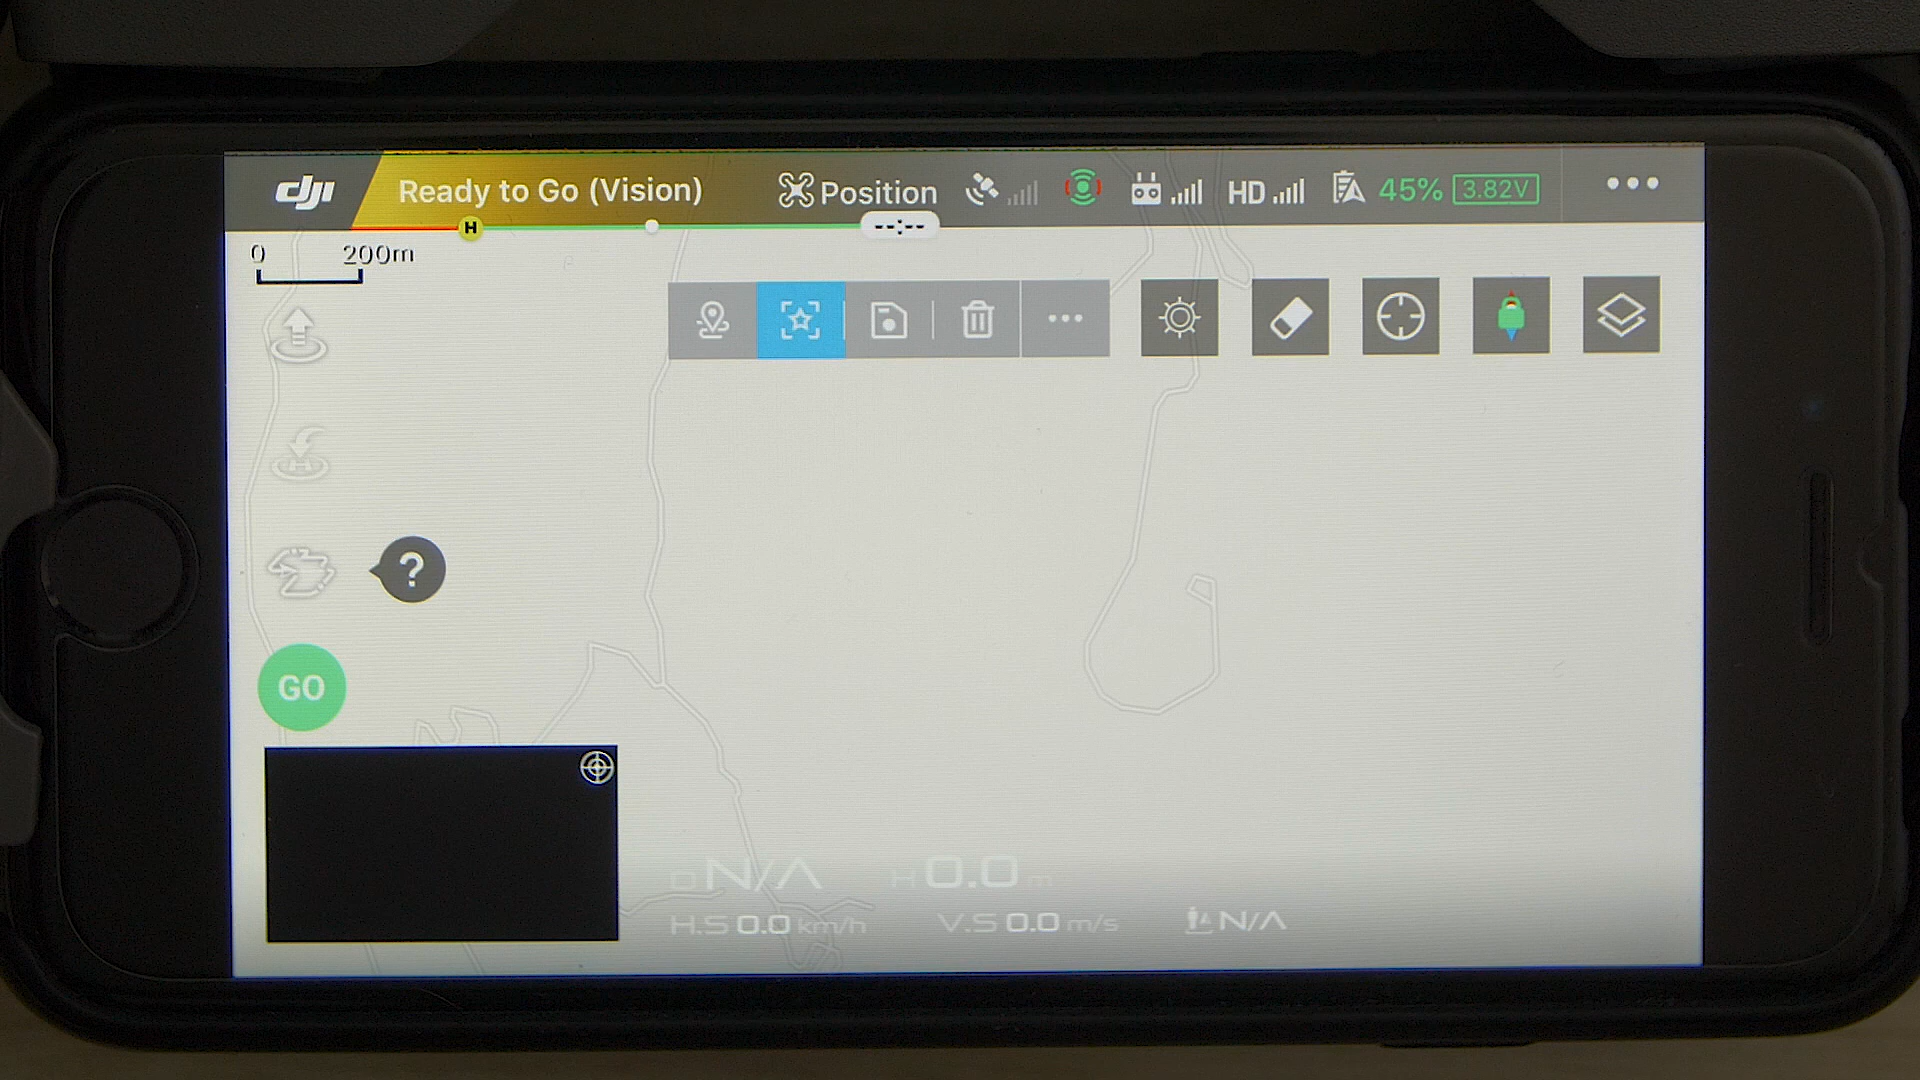 dji Ready to Go (Vision) Position HD 45% 3.82V
H --:--
0 200m
?
GO
D N/A H 0.0 m
H.S 0.0 km/h V.S 0.0 m/s N/A